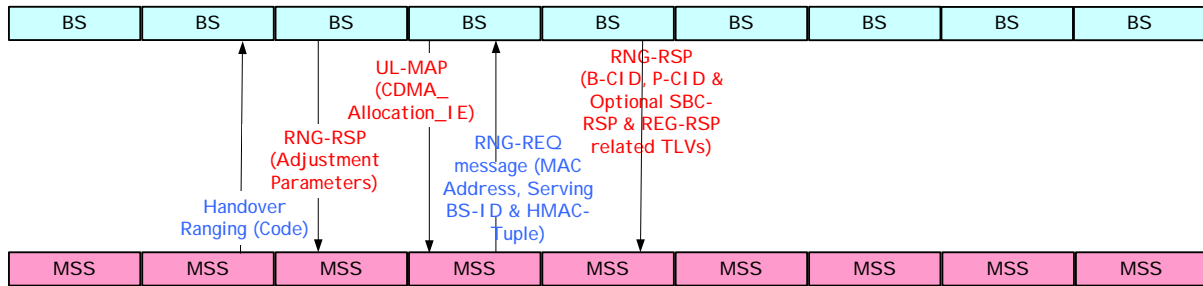 BS BS BS BS BS BS BS BS BS
Handover
Ranging (Code)
RNG-RSP
(Adjustment
Parameters)
UL-MAP
(CDMA_
Allocation_IE)
RNG-REQ
message (MAC
Address, Serving
BS-ID & HMAC-
Tuple)
RNG-RSP
(B-CID, P-CID &
Optional SBC-
RSP & REG-RSP
related TLVs)
MSS MSS MSS MSS MSS MSS MSS MSS MSS